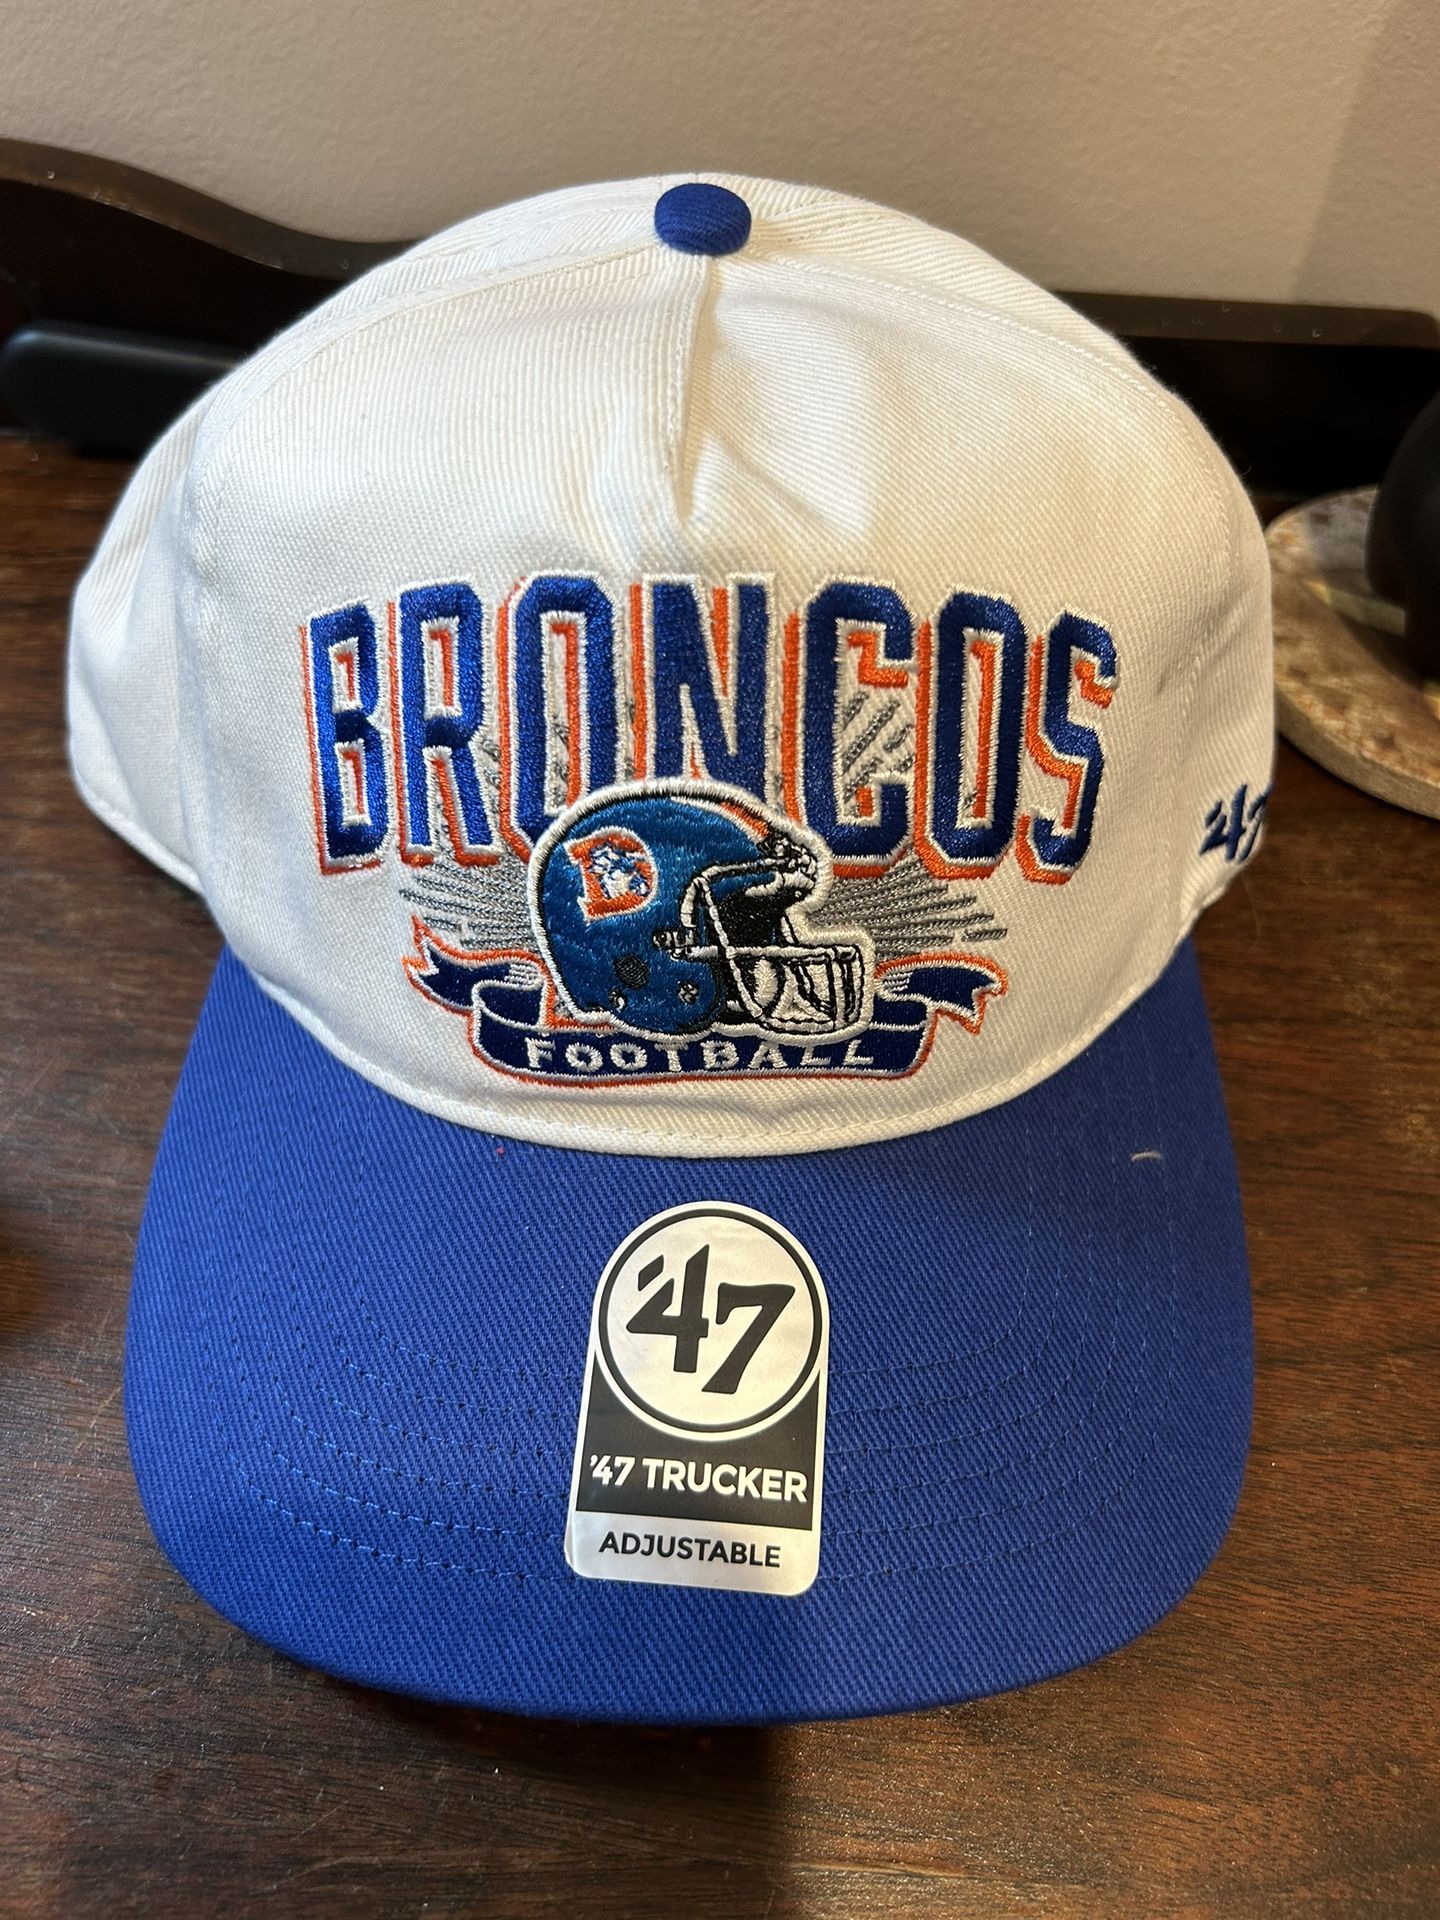 BRONCOS
D
FOOTBALL
'47
'47
'47 TRUCKER
ADJUSTABLE